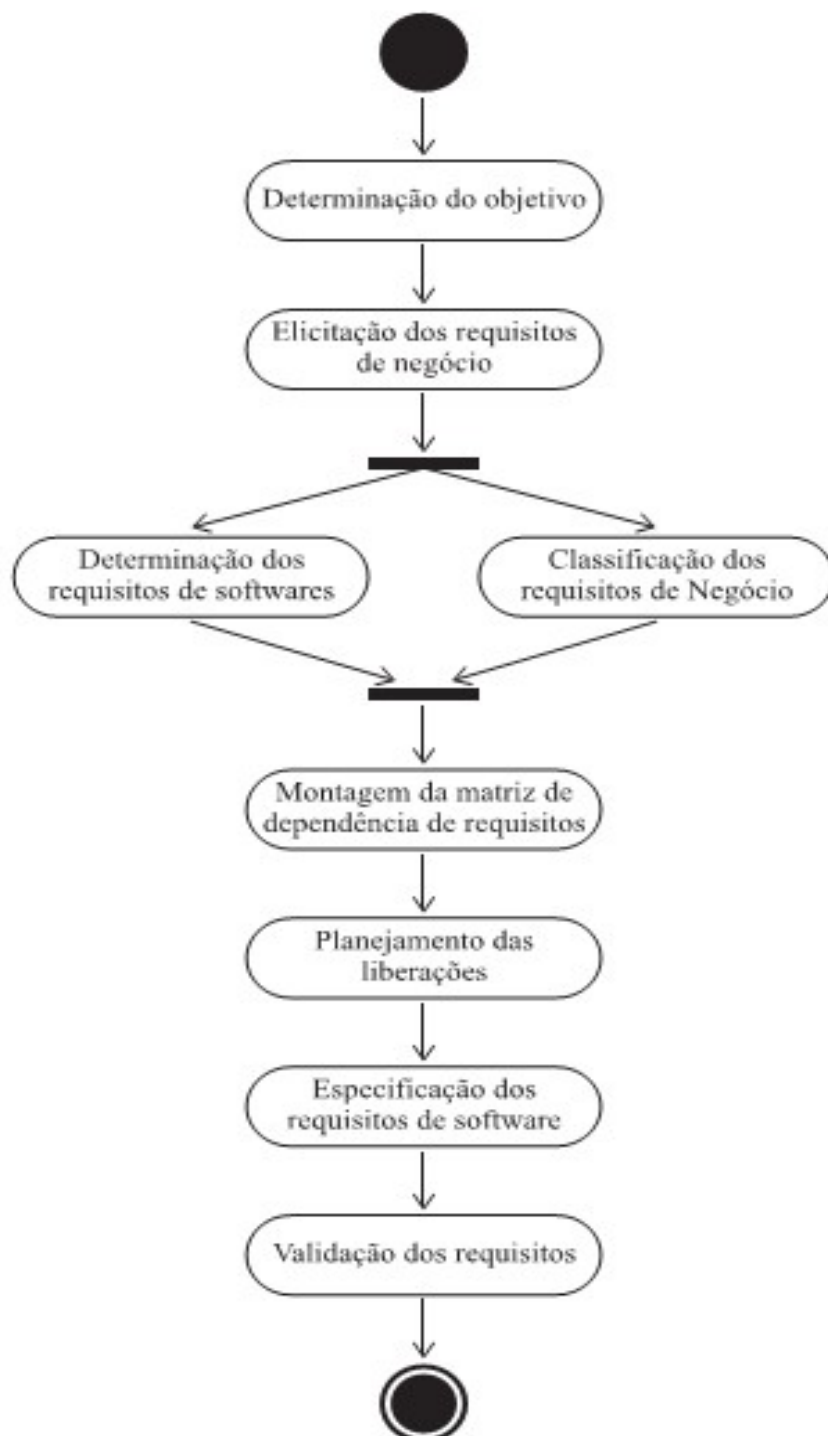 Determinação do objetivo
Elicitação dos requisitos
de negócio
Determinação dos
requisitos de softwares
Classificação dos
requisitos de Negócio
Montagem da matriz de
dependência de requisitos
Planejamento das
liberações
Especificação dos
requisitos de software
Validação dos requisitos